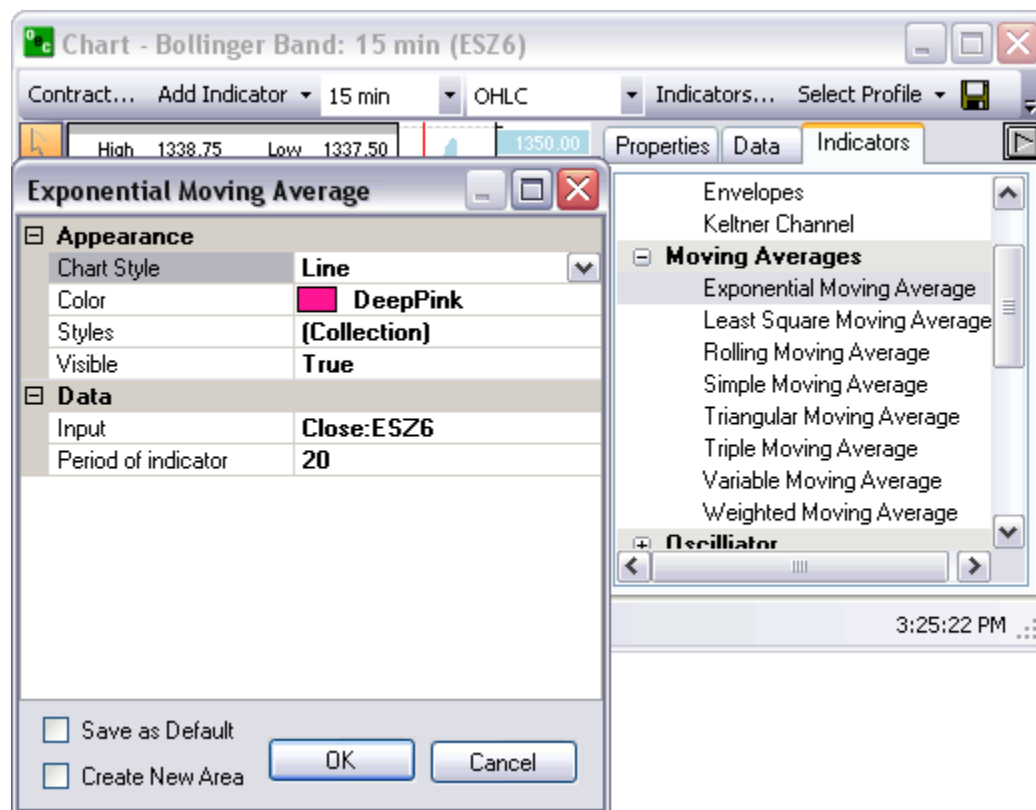 Chart - Bollinger Band: 15 min (ESZ6)
Contract... Add Indicator 15 min OHLC Indicators... Select Profile
High 1338.75 Low 1337.50 1350.00 Properties Data Indicators
Exponential Moving Average
Appearance
Chart Style Line
Color DeepPink
Styles (Collection)
Visible True
Data
Input Close:ESZ6
Period of indicator 20
Save as Default
Create New Area
OK
Cancel
Envelopes
Keltner Channel
Moving Averages
Exponential Moving Average
Least Square Moving Average
Rolling Moving Average
Simple Moving Average
Triangular Moving Average
Triple Moving Average
Variable Moving Average
Weighted Moving Average
Oscilliator
3:25:22 PM